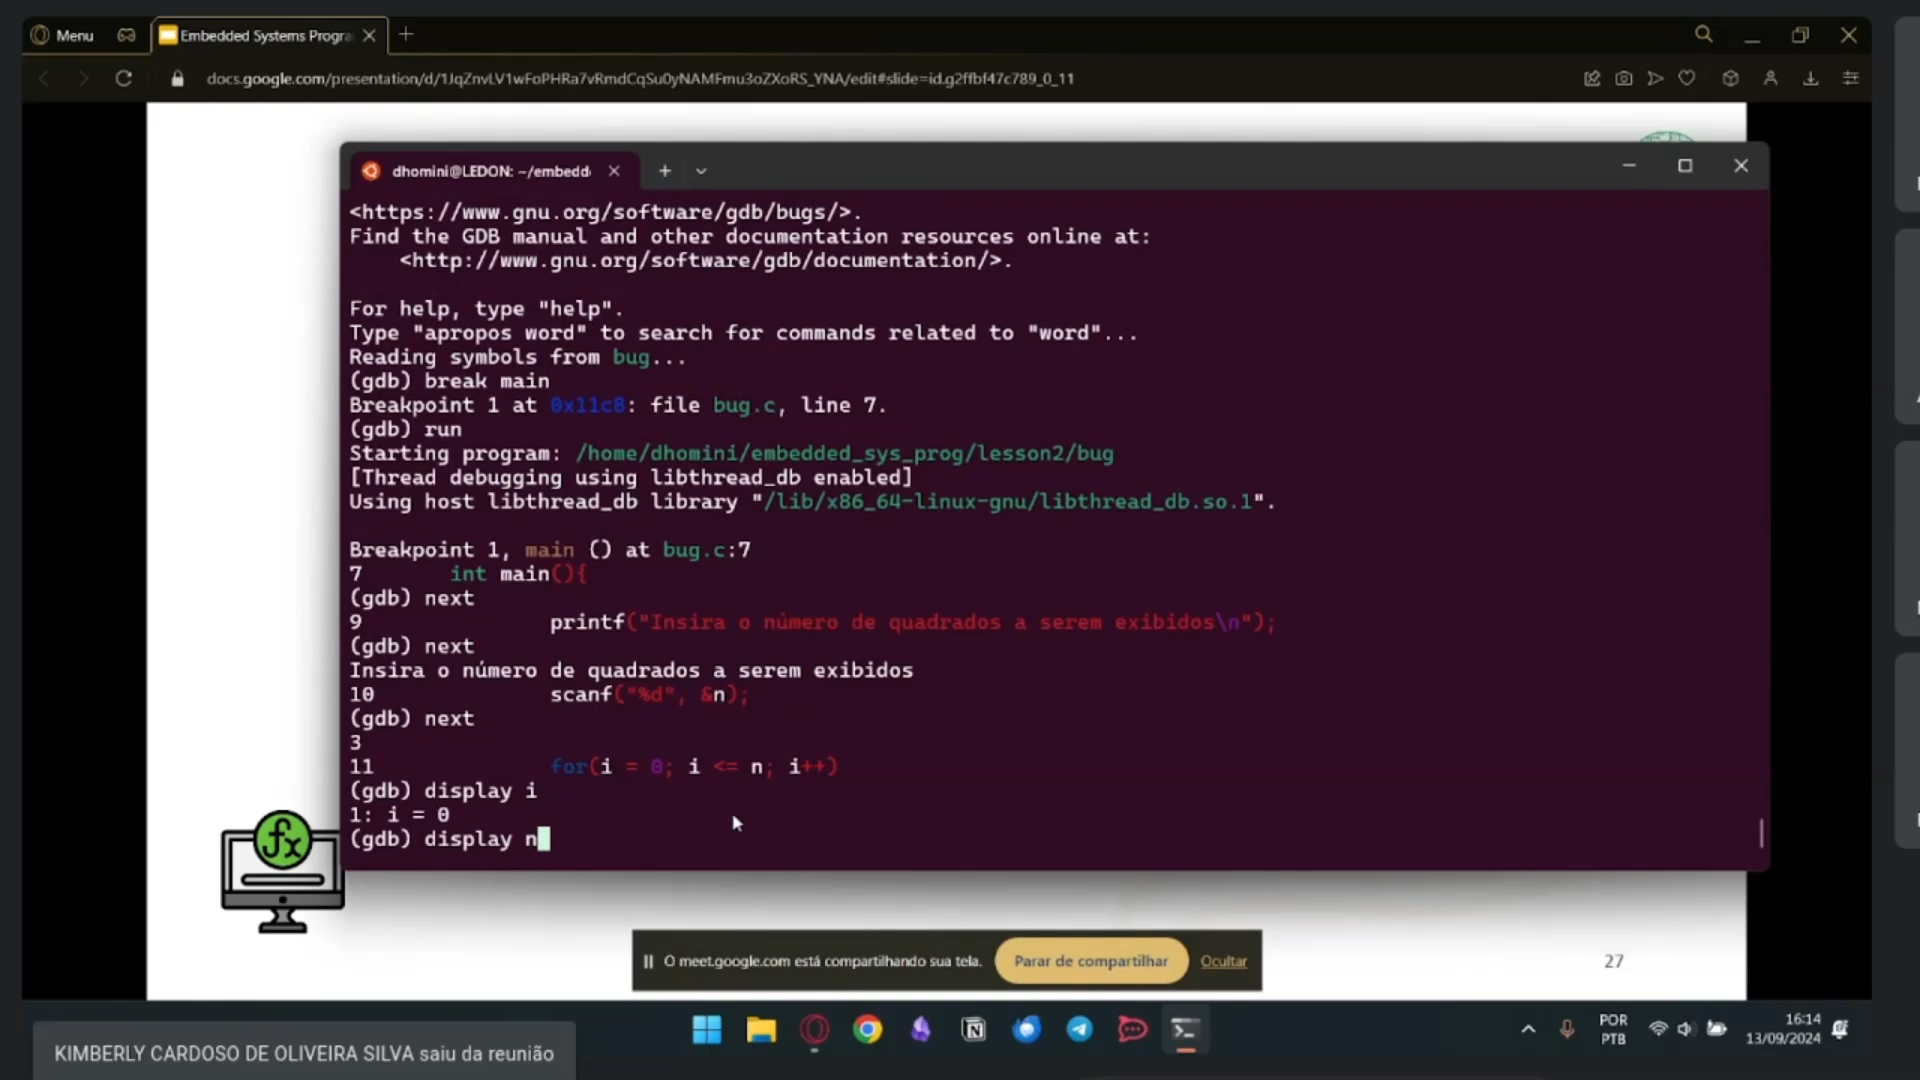 Menu
Embedded Systems Progra
docs.google.com/presentation/d/1JqZnvLV1wFoPHRa7vRmdCqSu0yNAMFmu3oZXoRS_YNA/edit#slide=id.g2ffbf47c789_0_11
dhomini@LEDON: ~/embedd
<https://www.gnu.org/software/gdb/bugs/>.
Find the GDB manual and other documentation resources online at:
<http://www.gnu.org/software/gdb/documentation/>.
For help, type "help".
Type "apropos word" to search for commands related to "word"...
Reading symbols from bug...
(gdb) break main
Breakpoint 1 at 0x11c8: file bug.c, line 7.
(gdb) run
Starting program: /home/dhomini/embedded_sys_prog/lesson2/bug
[Thread debugging using libthread_db enabled]
Using host libthread_db library "/lib/x86_64-linux-gnu/libthread_db.so.1".
Breakpoint 1, main () at bug.c:7
7 int main(){
(gdb) next
9 printf("Insira o número de quadrados a serem exibidos\n");
(gdb) next
Insira o número de quadrados a serem exibidos
10 scanf("%d", &n);
(gdb) next
3
11 for(i = 0; i <= n; i++)
(gdb) display i
1: i = 0
(gdb) display n
fx
O meet.google.com está compartilhando sua tela.
Parar de compartilhar
Ocultar
27
KIMBERLY CARDOSO DE OLIVEIRA SILVA saiu da reunião
POR
PTB
16:14
13/09/2024